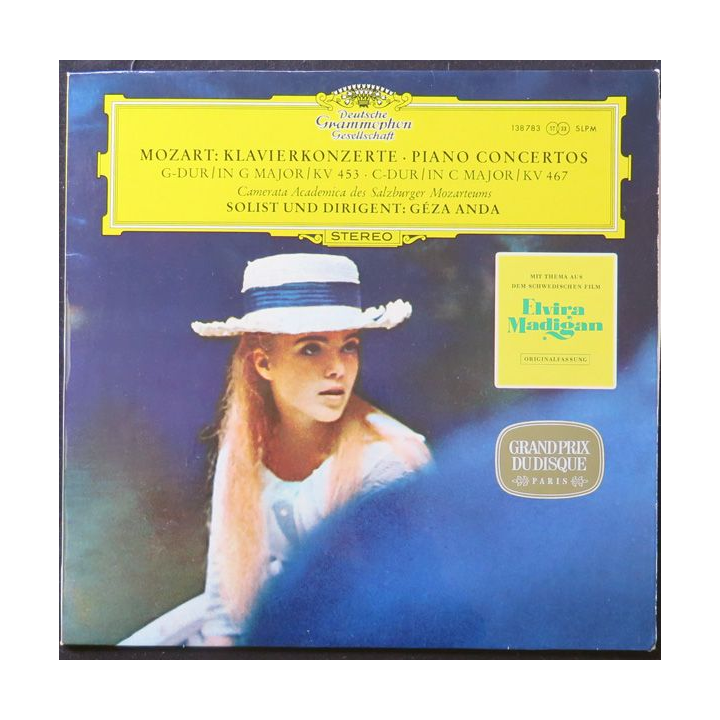 Deutsche
Grammophon
Gesellschaft
138783 17 33 SLPM
MOZART: KLAVIERKONZERTE · PIANO CONCERTOS
G-DUR/IN G MAJOR/KV 453 · C-DUR/IN C MAJOR/KV 467
Camerata Academica des Salzburger Mozarteums
SOLIST UND DIRIGENT: GÉZA ANDA
STEREO
MIT THEMA AUS
DEM SCHWEDISCHEN FILM
Elvira
Madigan
ORIGINALFASSUNG
GRAND PRIX
DU DISQUE
PARIS